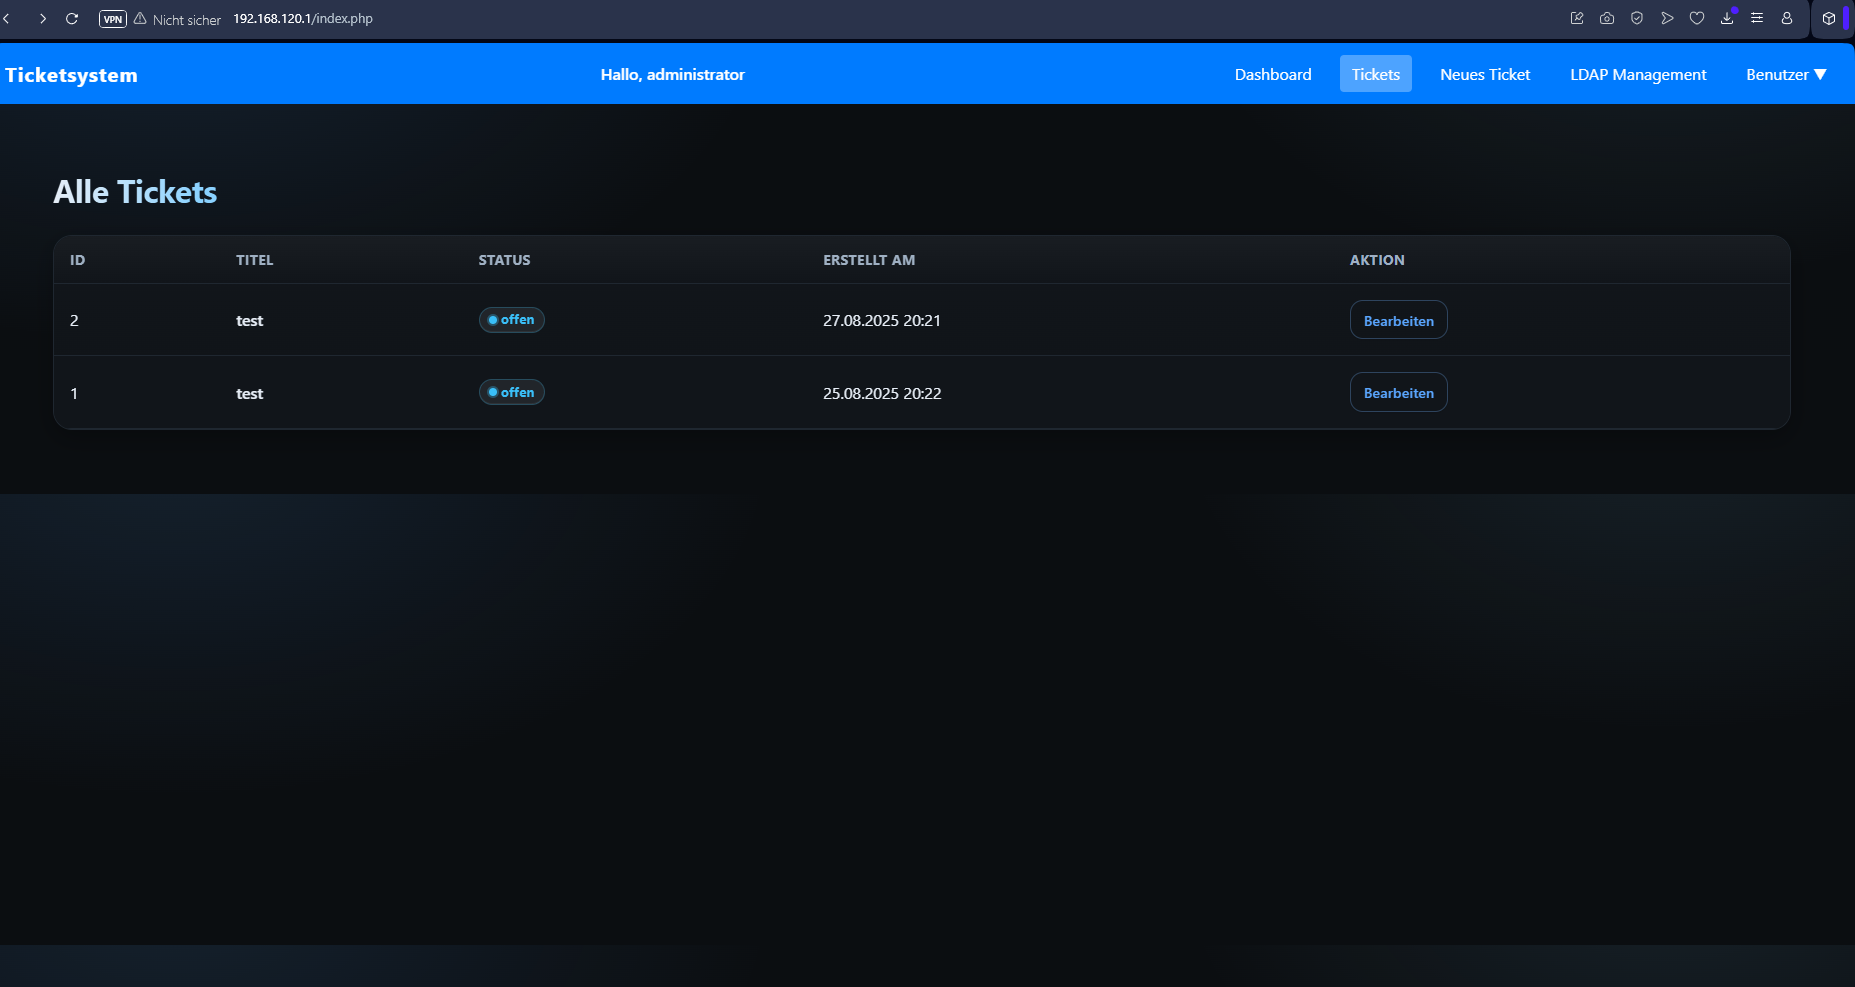 VPN Nicht sicher 192.168.120.1/index.php
Ticketsystem Hallo, administrator Dashboard Tickets Neues Ticket LDAP Management Benutzer ▼
Alle Tickets
ID TITEL STATUS ERSTELLT AM AKTION
2 test offen 27.08.2025 20:21 Bearbeiten
1 test offen 25.08.2025 20:22 Bearbeiten